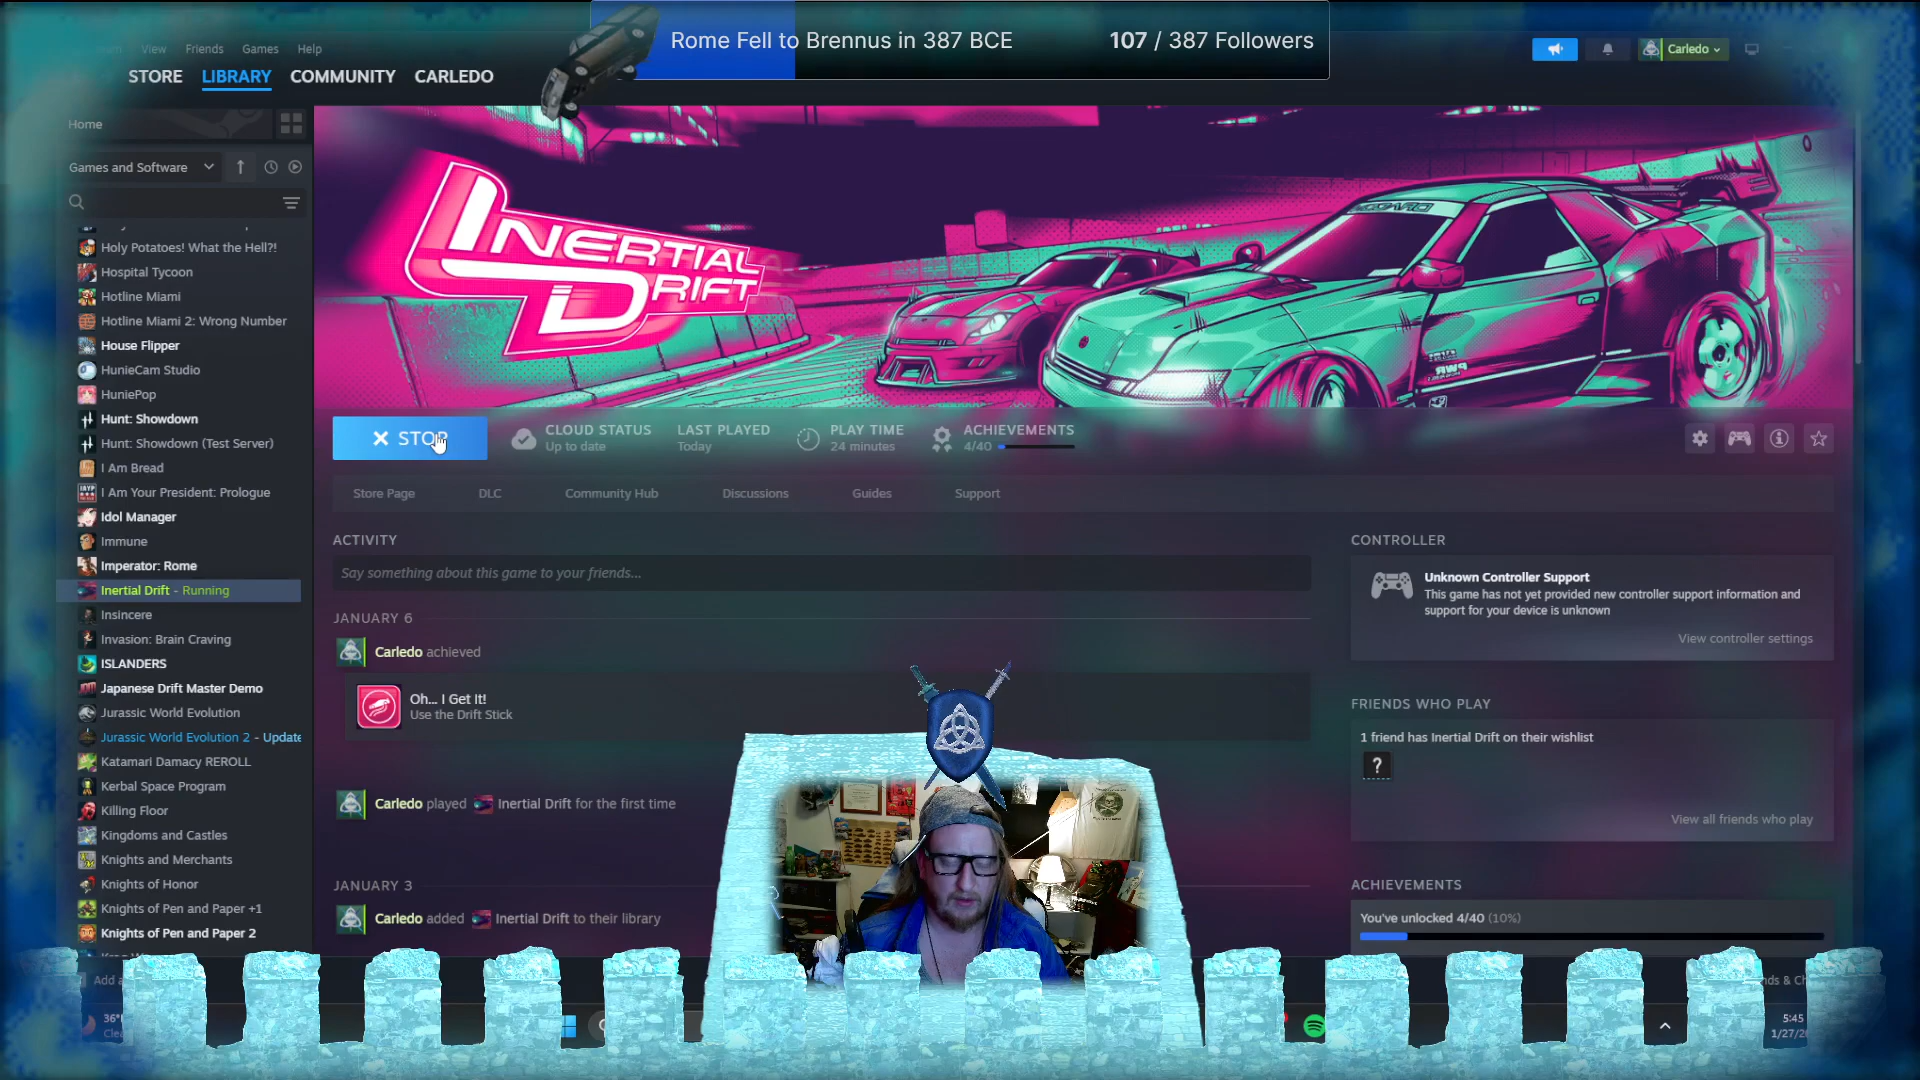 Rome Fell to Brennus in 387 BCE
107 / 387 Followers
View
Friends
Games
Help
Carledo
STORE
LIBRARY
COMMUNITY
CARLEDO
Home
Games and Software
Holy Potatoes! What the Hell?!
Hospital Tycoon
Hotline Miami
Hotline Miami 2: Wrong Number
House Flipper
HunieCam Studio
HuniePop
Hunt: Showdown
Hunt: Showdown (Test Server)
I Am Bread
I Am Your President: Prologue
Idol Manager
Immune
Imperator: Rome
Inertial Drift - Running
Insincere
Invasion: Brain Craving
ISLANDERS
Japanese Drift Master Demo
Jurassic World Evolution
Jurassic World Evolution 2 - Update
Katamari Damacy REROLL
Kerbal Space Program
Killing Floor
Kingdoms and Castles
Knights and Merchants
Knights of Honor
Knights of Pen and Paper +1
Knights of Pen and Paper 2
INERTIAL
DRIFT
STOP
CLOUD STATUS
Up to date
LAST PLAYED
Today
PLAY TIME
24 minutes
ACHIEVEMENTS
4/40
Store Page
DLC
Community Hub
Discussions
Guides
Support
ACTIVITY
Say something about this game to your friends...
JANUARY 6
Carledo achieved
Oh... I Get It!
Use the Drift Stick
Carledo played Inertial Drift for the first time
JANUARY 3
Carledo added Inertial Drift to their library
CONTROLLER
Unknown Controller Support
This game has not yet provided new controller support information and
support for your device is unknown
View controller settings
FRIENDS WHO PLAY
1 friend has Inertial Drift on their wishlist
?
View all friends who play
ACHIEVEMENTS
You've unlocked 4/40 (10%)
Add a
nds & Ch
36°
Cle
5:45
1/27/20